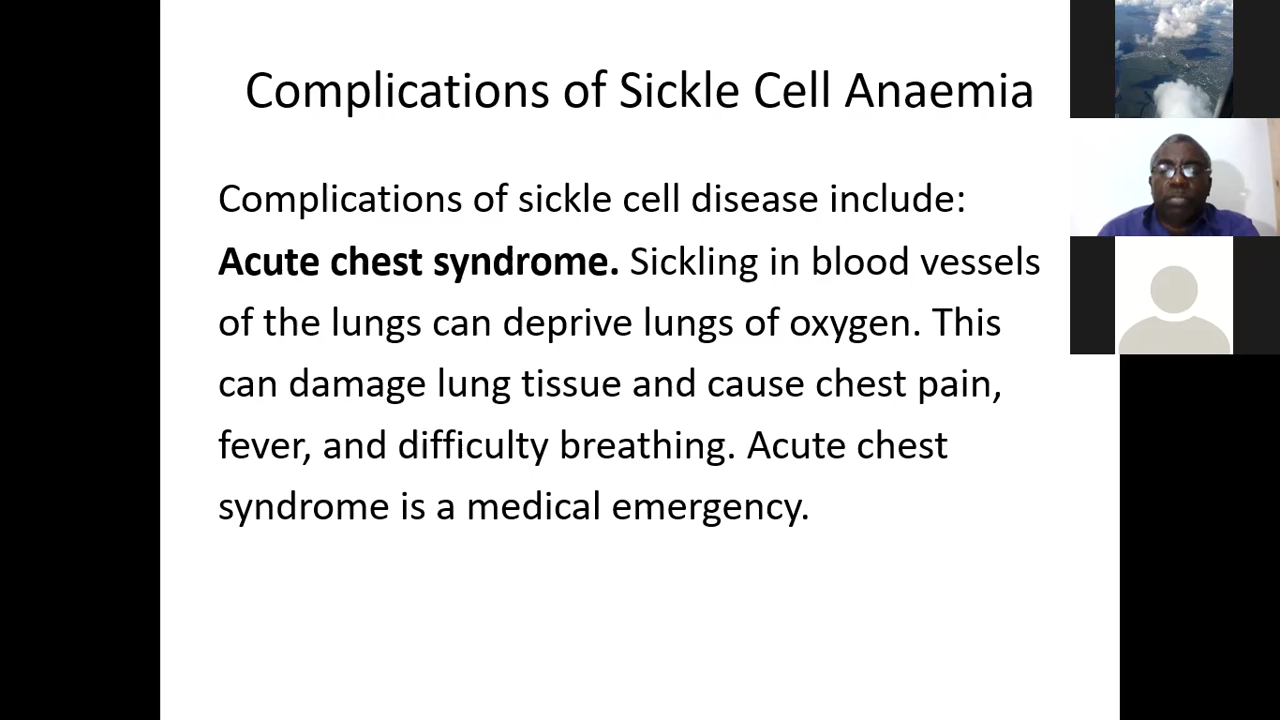 Complications of Sickle Cell Anaemia
Complications of sickle cell disease include:
Acute chest syndrome. Sickling in blood vessels
of the lungs can deprive lungs of oxygen. This
can damage lung tissue and cause chest pain,
fever, and difficulty breathing. Acute chest
syndrome is a medical emergency.